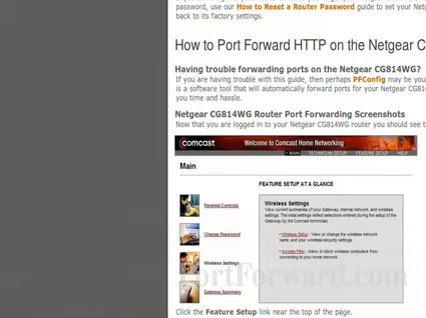 password, use our How to Reset a Router Password guide to set your Net
back to its factory settings.
How to Port Forward HTTP on the Netgear C
Having trouble forwarding ports on the Netgear CG814WG?
If you are having trouble with this guide, then perhaps PFConfig may be you
is a software tool that will automatically forward ports for your Netgear CG
you time and hassle.
Netgear CG814WG Router Port Forwarding Screenshots
Now that you are logged in to your Netgear CG814WG router you should see t
comcast
Welcome to Comcast Home Networking
TECHNICIAN SETUP FEATURE SETUP HELP
Main
FEATURE SETUP AT A GLANCE
Wireless Settings
View current summaries of your Gateway, internal network, and wireless
settings. The initial settings reflect selections entered during the setup of the
Gateway by the Comcast technician.
Wireless Setup - View or change the wireless network
name, and your wireless security settings.
Access Filter - Allow or block wireless computers from
connecting to your home network.
Parental Controls
Change Password
Wireless Settings
Gateway Summary
PortForward.com
Click the Feature Setup link near the top of the page.